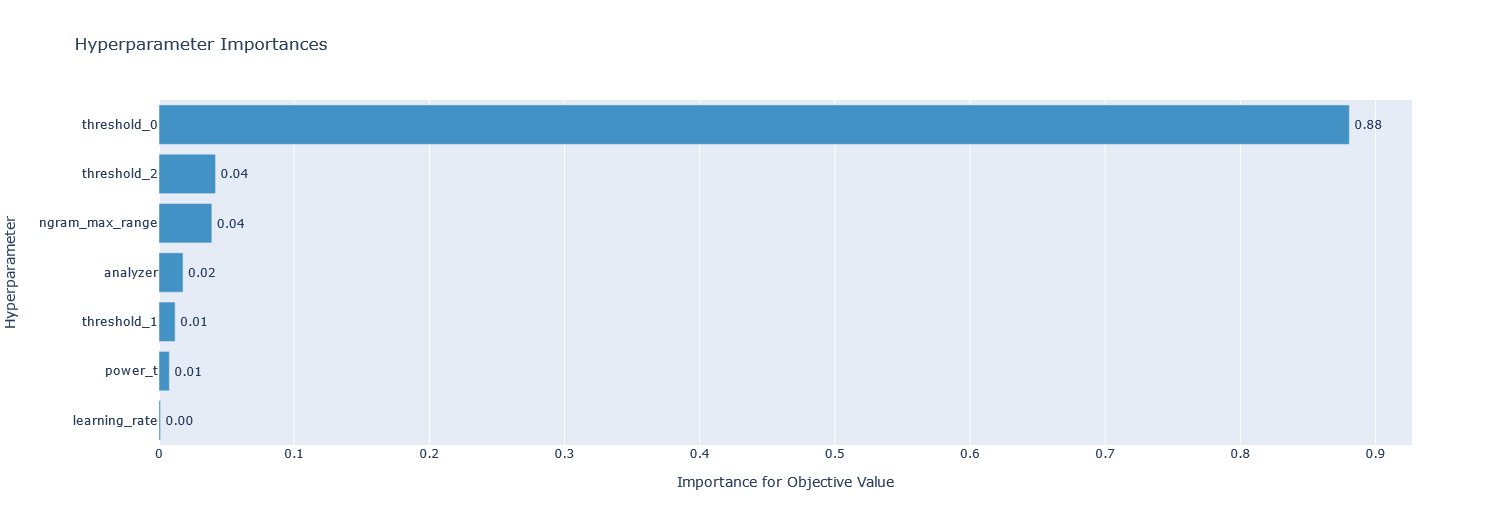 Hyperparameter Importances
Hyperparameter
threshold_0 0.88
threshold_2 0.04
ngram_max_range 0.04
analyzer 0.02
threshold_1 0.01
power_t 0.01
learning_rate 0.00
0 0.1 0.2 0.3 0.4 0.5 0.6 0.7 0.8 0.9
Importance for Objective Value